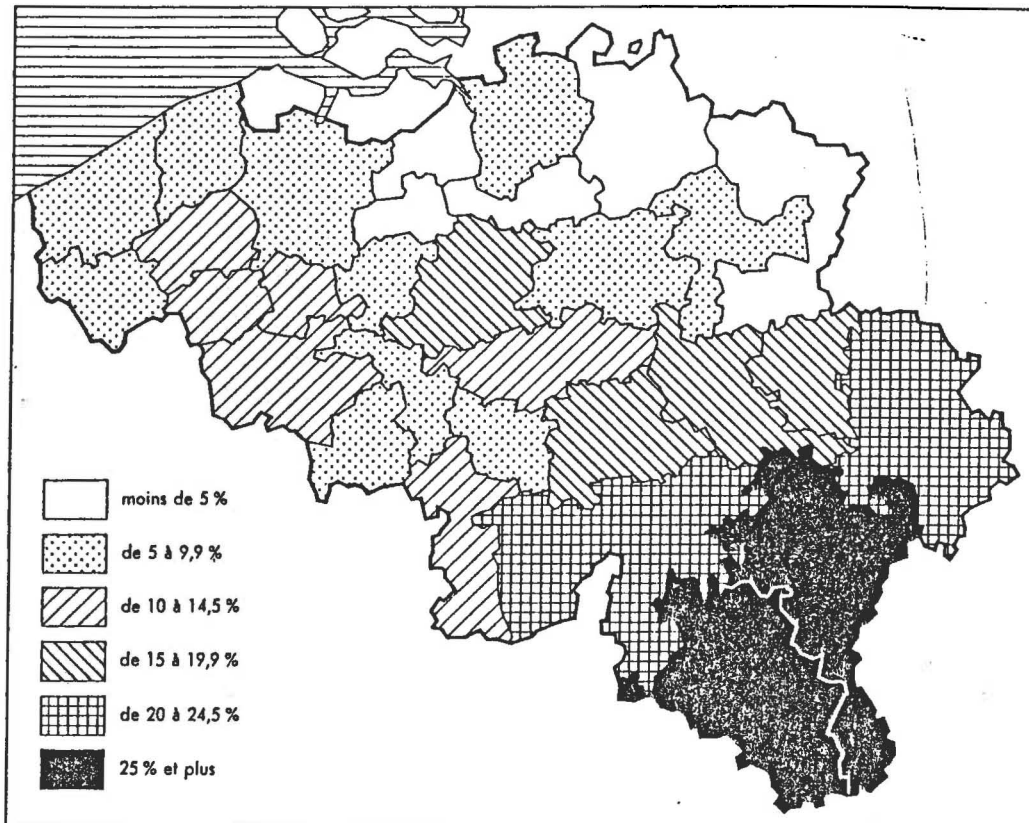 moins de 5 %
de 5 à 9,9 %
de 10 à 14,5 %
de 15 à 19,9 %
de 20 à 24,5 %
25 % et plus